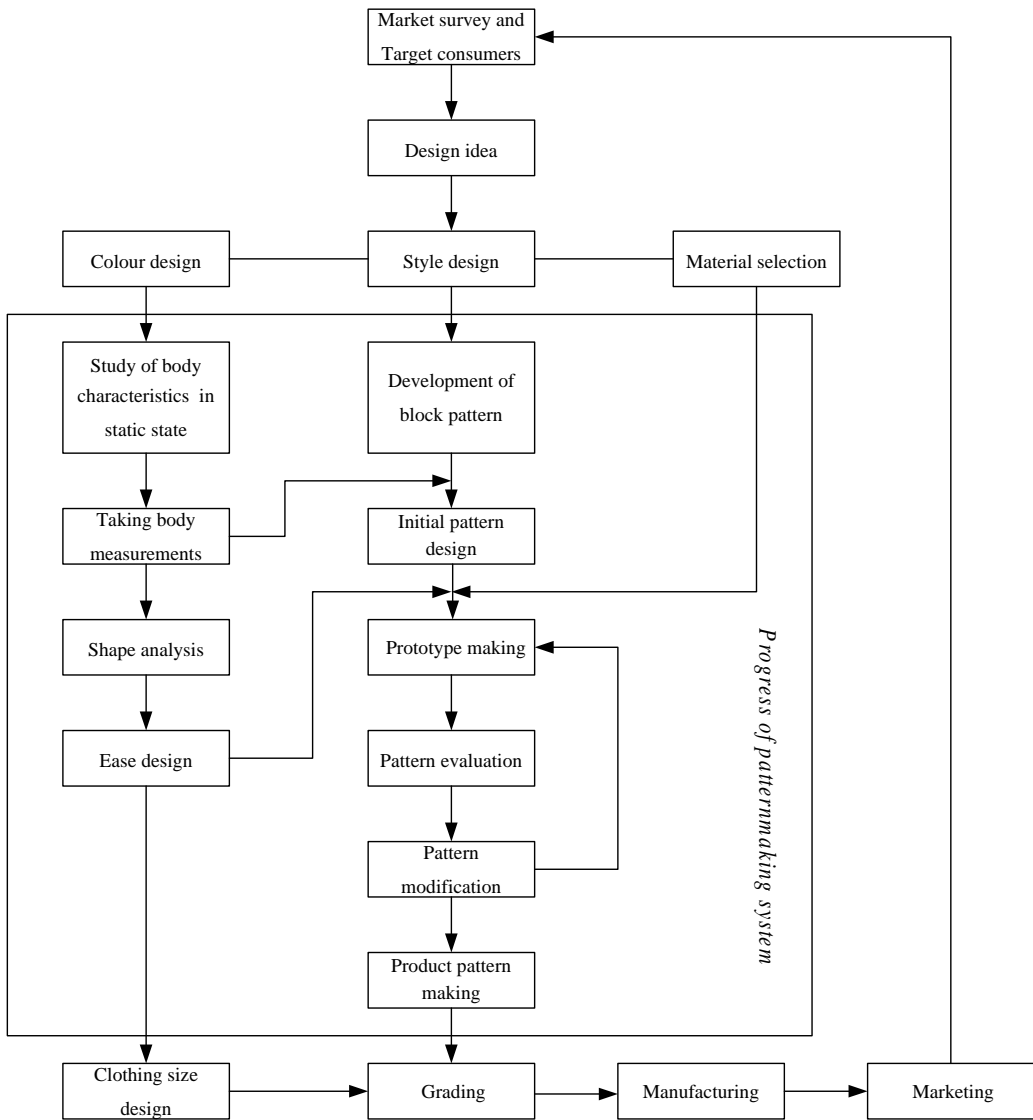 Market survey and
Target consumers
Design idea
Colour design
Style design
Material selection
Study of body
characteristics in
static state
Development of
block pattern
Taking body
measurements
Initial pattern
design
Shape analysis
Prototype making
Ease design
Pattern evaluation
Pattern
modification
Product pattern
making
Progress of patternmaking system
Clothing size
design
Grading
Manufacturing
Marketing